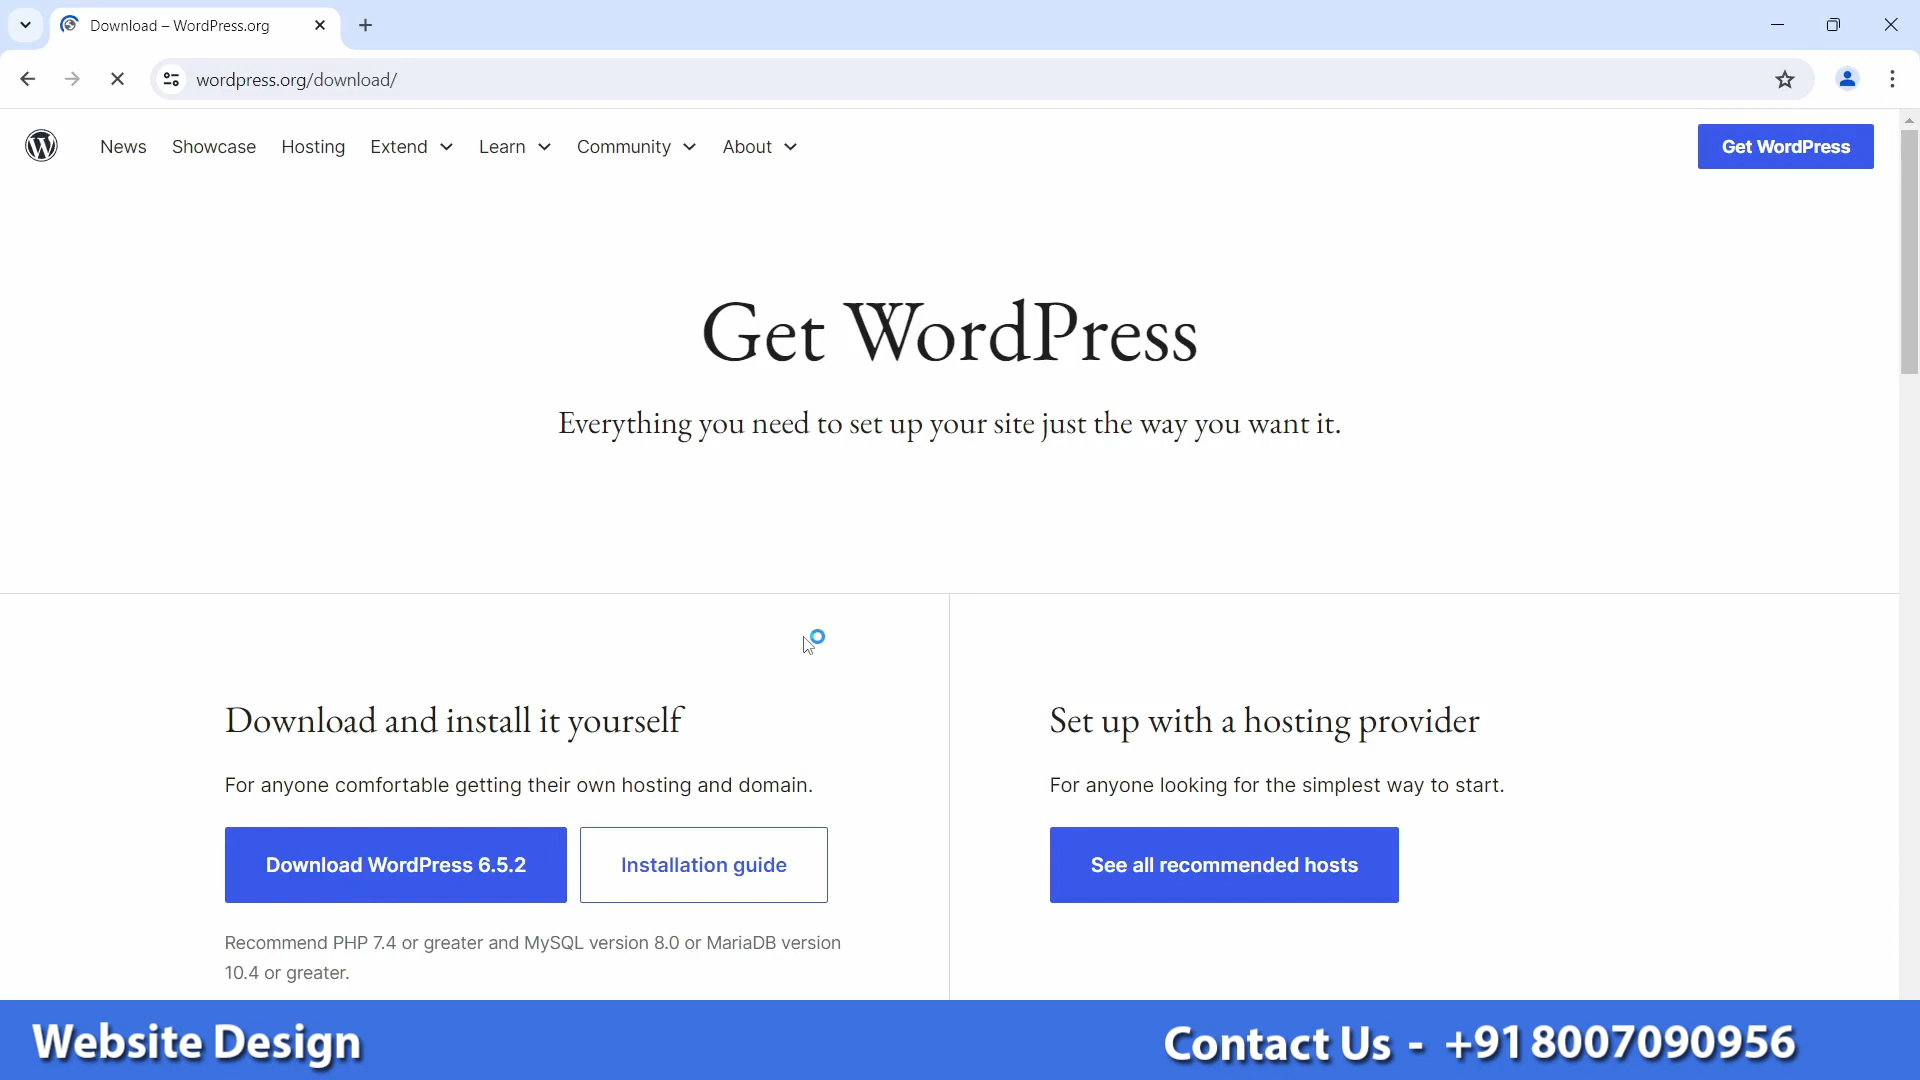 Download – WordPress.org
wordpress.org/download/
News Showcase Hosting Extend Learn Community About
Get WordPress
Get WordPress
Everything you need to set up your site just the way you want it.
Download and install it yourself
For anyone comfortable getting their own hosting and domain.
Download WordPress 6.5.2
Installation guide
Recommend PHP 7.4 or greater and MySQL version 8.0 or MariaDB version
10.4 or greater.
Set up with a hosting provider
For anyone looking for the simplest way to start.
See all recommended hosts
Website Design
Contact Us - +918007090956